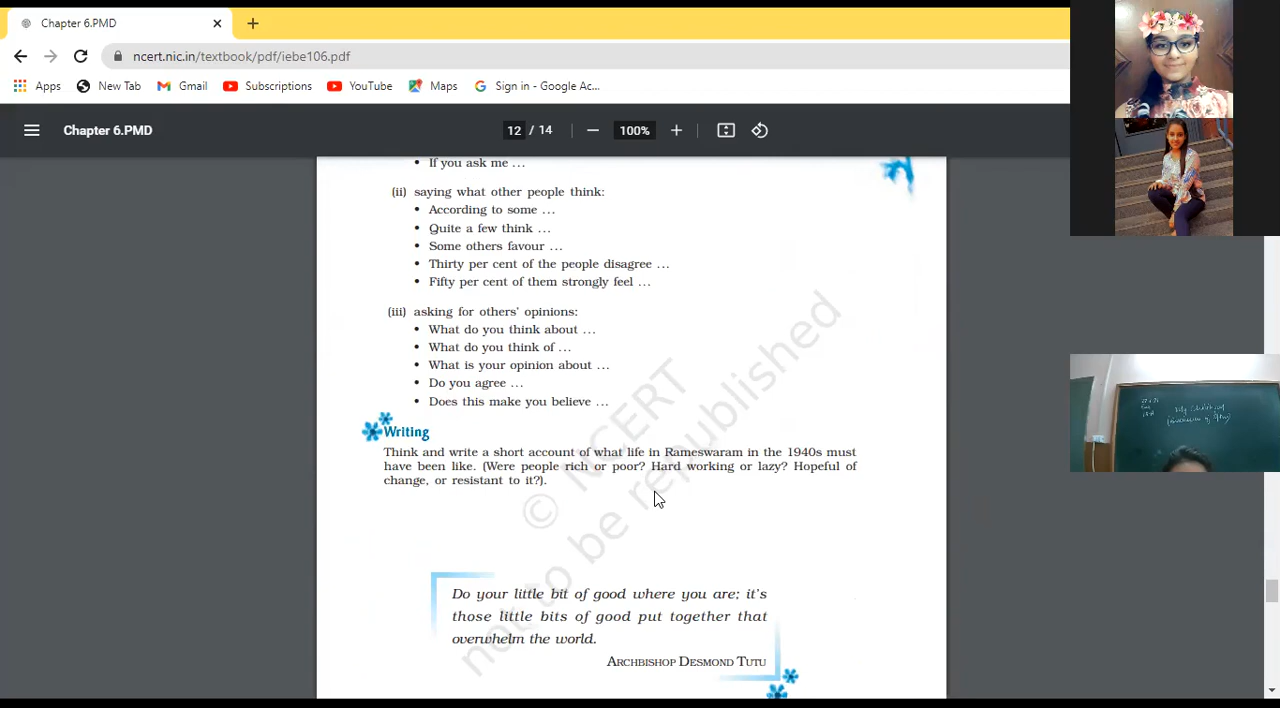 Chapter 6.PMD
ncert.nic.in/textbook/pdf/iebe106.pdf
Apps
New Tab
Gmail
Subscriptions
YouTube
Maps
Sign in - Google Ac...
Chapter 6.PMD
12 / 14
100%
• If you ask me …
(ii) saying what other people think:
• According to some …
• Quite a few think …
• Some others favour …
• Thirty per cent of the people disagree …
• Fifty per cent of them strongly feel …
(iii) asking for others' opinions:
• What do you think about …
• What do you think of …
• What is your opinion about …
• Do you agree …
• Does this make you believe …
Writing
Think and write a short account of what life in Rameswaram in the 1940s must
have been like. (Were people rich or poor? Hard working or lazy? Hopeful of
change, or resistant to it?).
© NCERT
not to be republished
Do your little bit of good where you are; it's
those little bits of good put together that
overwhelm the world.
ARCHBISHOP DESMOND TUTU